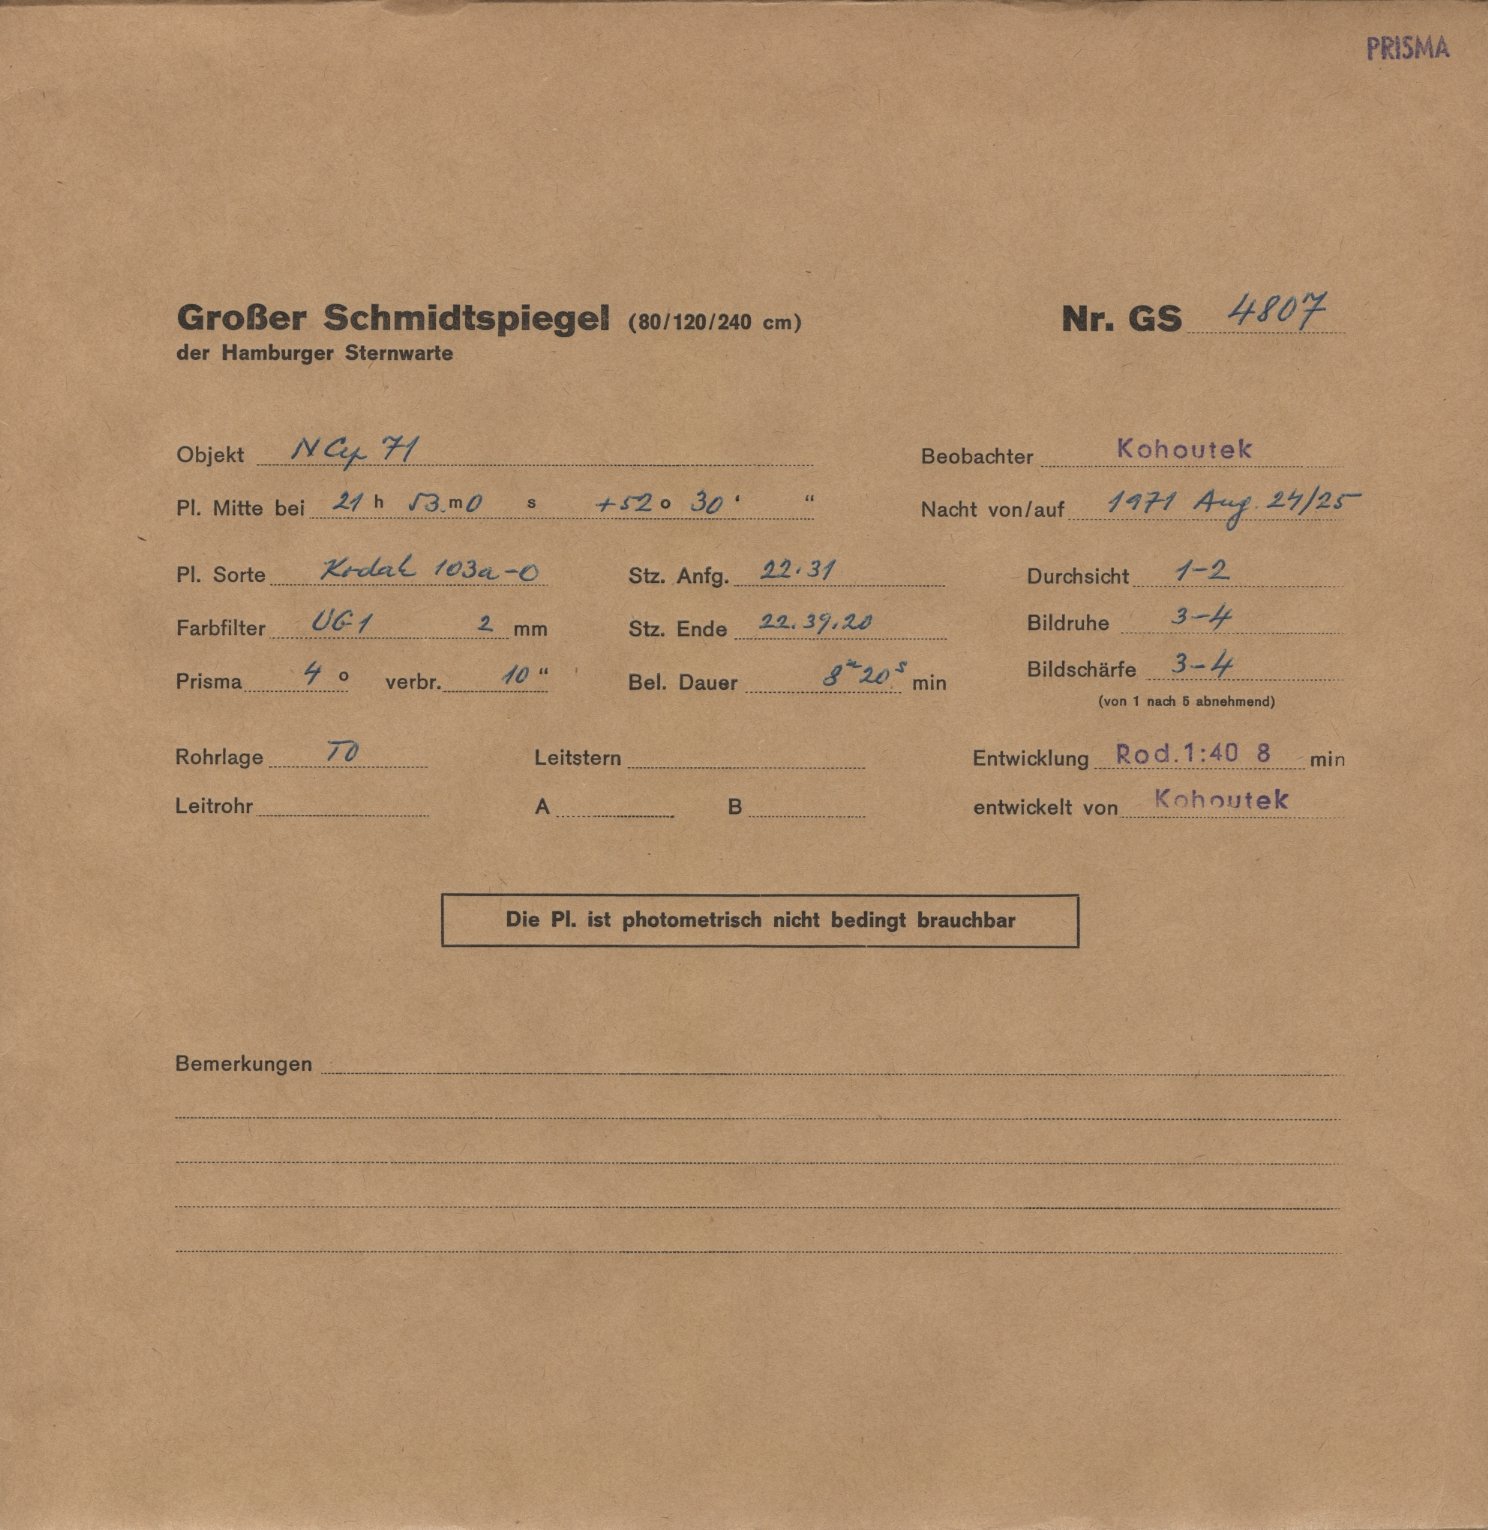 PRISMA
Großer Schmidtspiegel (80/120/240 cm) Nr. GS 4807
der Hamburger Sternwarte
Objekt N Cep 71 Beobachter Kohoutek
Pl. Mitte bei 21 h 53. m 0 s +52 o 30 ‘ “ Nacht von/auf 1971 Aug. 24/25
Pl. Sorte Kodak 103a-O Stz. Anfg. 22.31 Durchsicht 1-2
Farbfilter UG1 2 mm Stz. Ende 22.39.20 Bildruhe 3-4
Prisma 4 o verbr. 10 “ Bel. Dauer 8m 20s min Bildschärfe 3-4
(von 1 nach 5 abnehmend)
Rohrlage TO Leitstern Entwicklung Rod. 1:40 8 min
Leitrohr A B entwickelt von Kohoutek
Die Pl. ist photometrisch nicht bedingt brauchbar
Bemerkungen